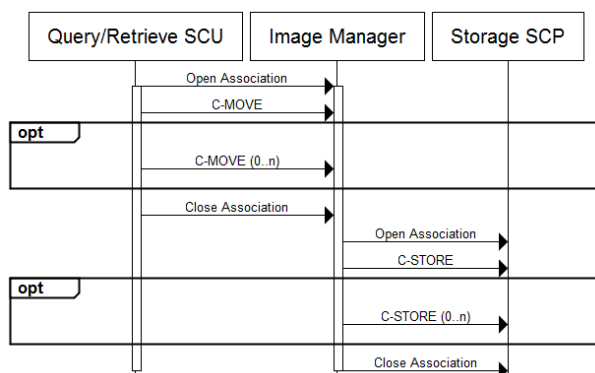 Query/Retrieve SCU Image Manager Storage SCP
Open Association
C-MOVE
opt
C-MOVE (0..n)
Close Association
Open Association
C-STORE
opt
C-STORE (0..n)
Close Association